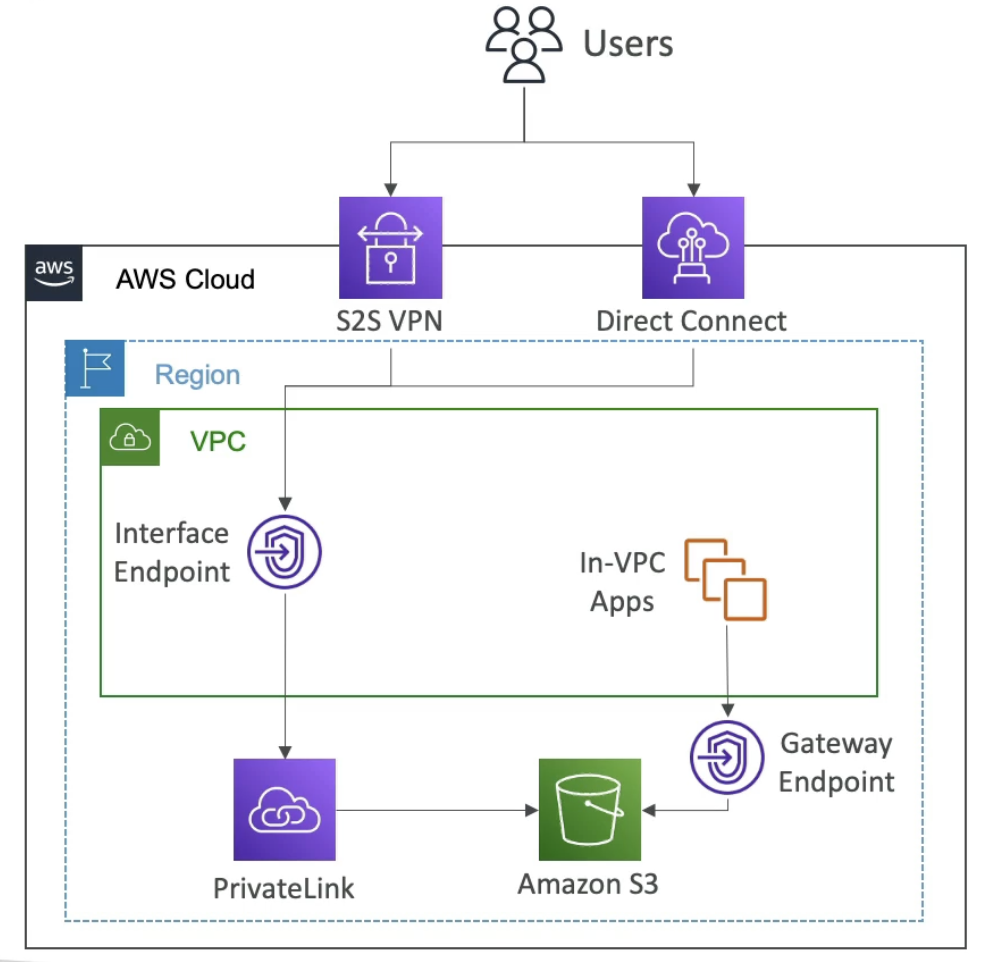 Users
aws
AWS Cloud
S2S VPN
Direct Connect
Region
VPC
Interface
Endpoint
In-VPC
Apps
Gateway
Endpoint
PrivateLink
Amazon S3